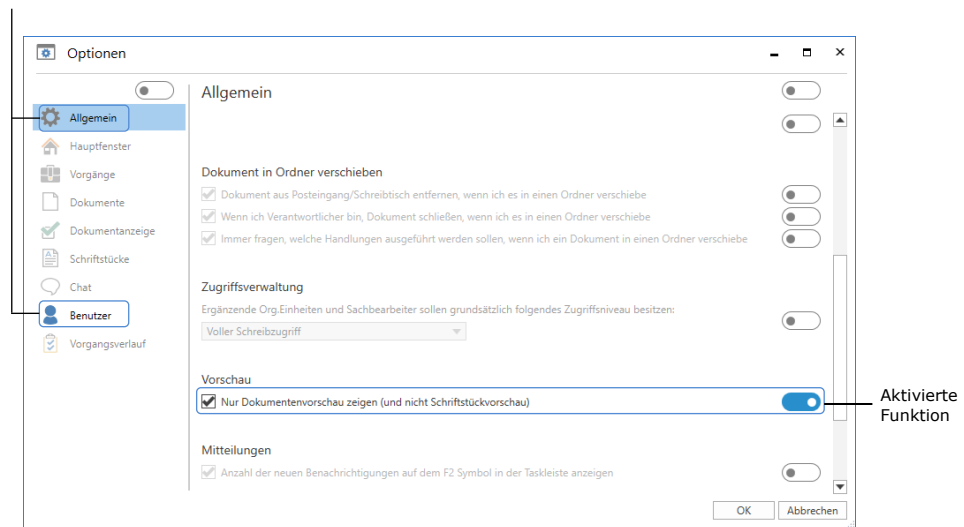 Optionen
Allgemein
Hauptfenster
Vorgänge
Dokumente
Dokumentanzeige
Schriftstücke
Chat
Benutzer
Vorgangsverlauf
Allgemein
Dokument in Ordner verschieben
Dokument aus Posteingang/Schreibtisch entfernen, wenn ich es in einen Ordner verschiebe
Wenn ich Verantwortlicher bin, Dokument schließen, wenn ich es in einen Ordner verschiebe
Immer fragen, welche Handlungen ausgeführt werden sollen, wenn ich ein Dokument in einen Ordner verschiebe
Zugriffsverwaltung
Ergänzende Org.Einheiten und Sachbearbeiter sollen grundsätzlich folgendes Zugriffsniveau besitzen:
Voller Schreibzugriff
Vorschau
Nur Dokumentenvorschau zeigen (und nicht Schriftstückvorschau)
Mitteilungen
Anzahl der neuen Benachrichtigungen auf dem F2 Symbol in der Taskleiste anzeigen
OK
Abbrechen
Aktivierte
Funktion